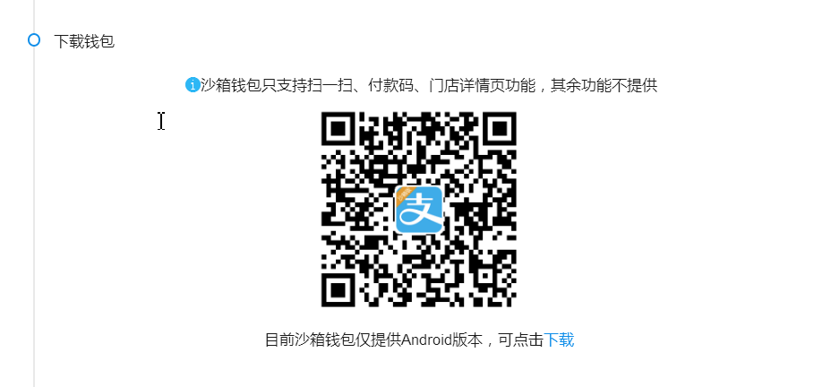 下载钱包
沙箱钱包只支持扫一扫、付款码、门店详情页功能，其余功能不提供
支
目前沙箱钱包仅提供Android版本，可点击下载